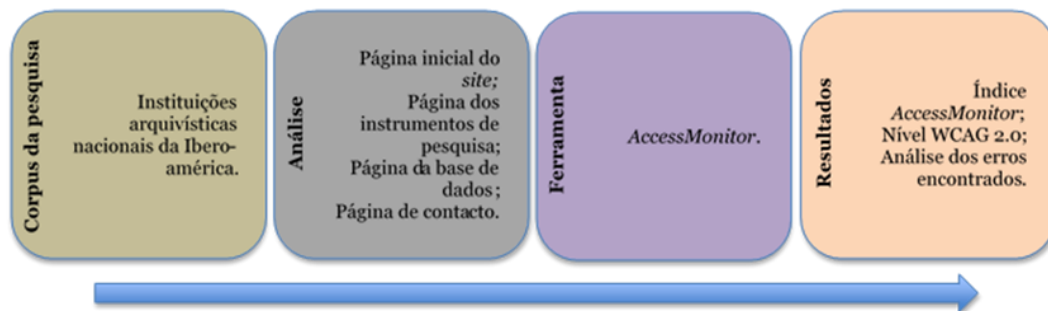 Corpus da pesquisa
Instituições
arquivísticas
nacionais da Ibero-
américa.
Análise
Página inicial do
site;
Página dos
instrumentos de
pesquisa;
Página da base de
dados;
Página de contacto.
Ferramenta
AccessMonitor.
Resultados
Índice
AccessMonitor;
Nível WCAG 2.0;
Análise dos erros
encontrados.